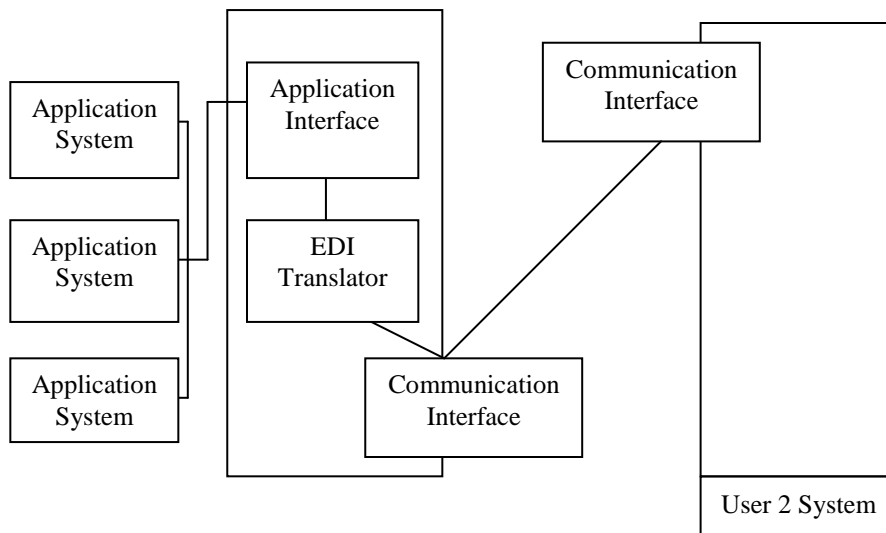 Application
System
Application
System
Application
System
Application
Interface
EDI
Translator
Communication
Interface
Communication
Interface
User 2 System